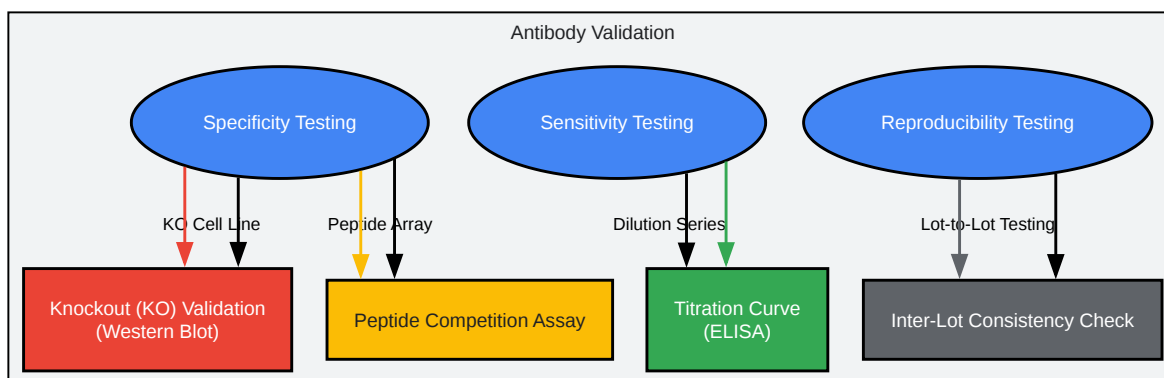 Antibody Validation
Specificity Testing
Sensitivity Testing
Reproducibility Testing
KO Cell Line
Peptide Array
Dilution Series
Lot-to-Lot Testing
Knockout (KO) Validation
(Western Blot)
Peptide Competition Assay
Titration Curve
(ELISA)
Inter-Lot Consistency Check